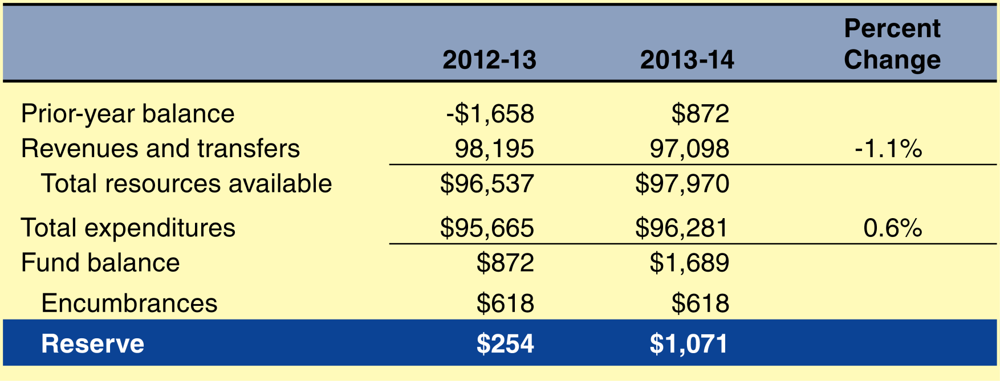 Percent
2012-13 2013-14 Change
Prior-year balance -$1,658 $872
Revenues and transfers 98,195 97,098 -1.1%
Total resources available $96,537 $97,970
Total expenditures $95,665 $96,281 0.6%
Fund balance $872 $1,689
Encumbrances $618 $618
Reserve $254 $1,071